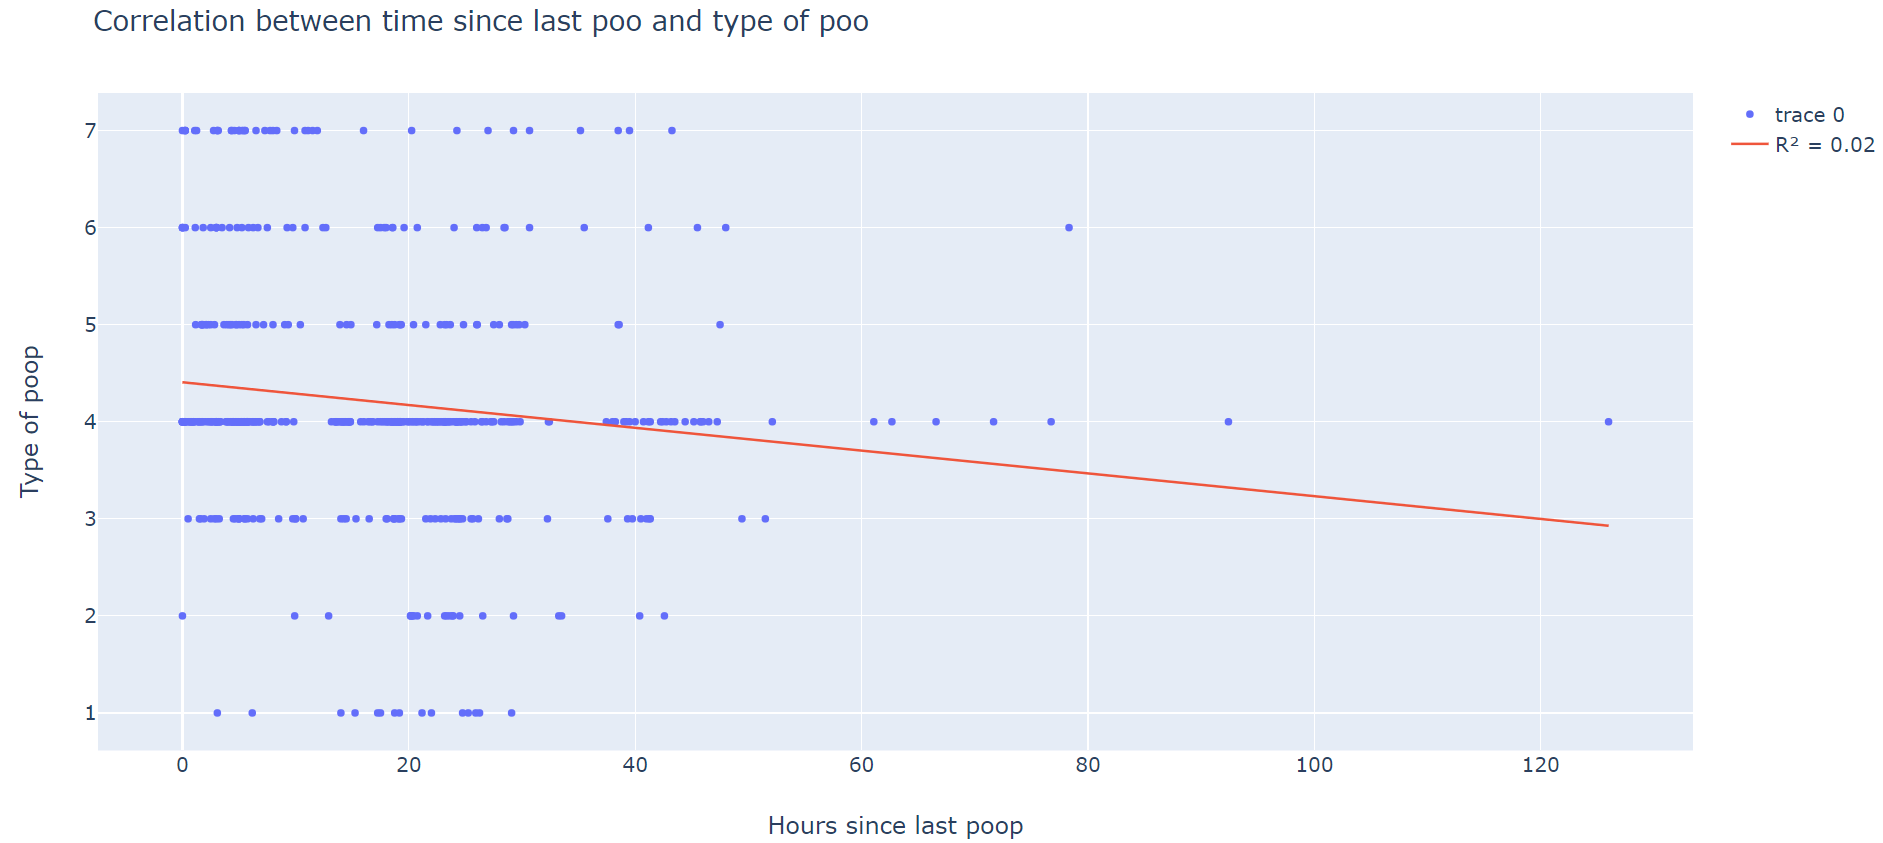 Correlation between time since last poo and type of poo
trace 0
R² = 0.02
7
6
5
4
3
2
1
Type of poop
0 20 40 60 80 100 120
Hours since last poop